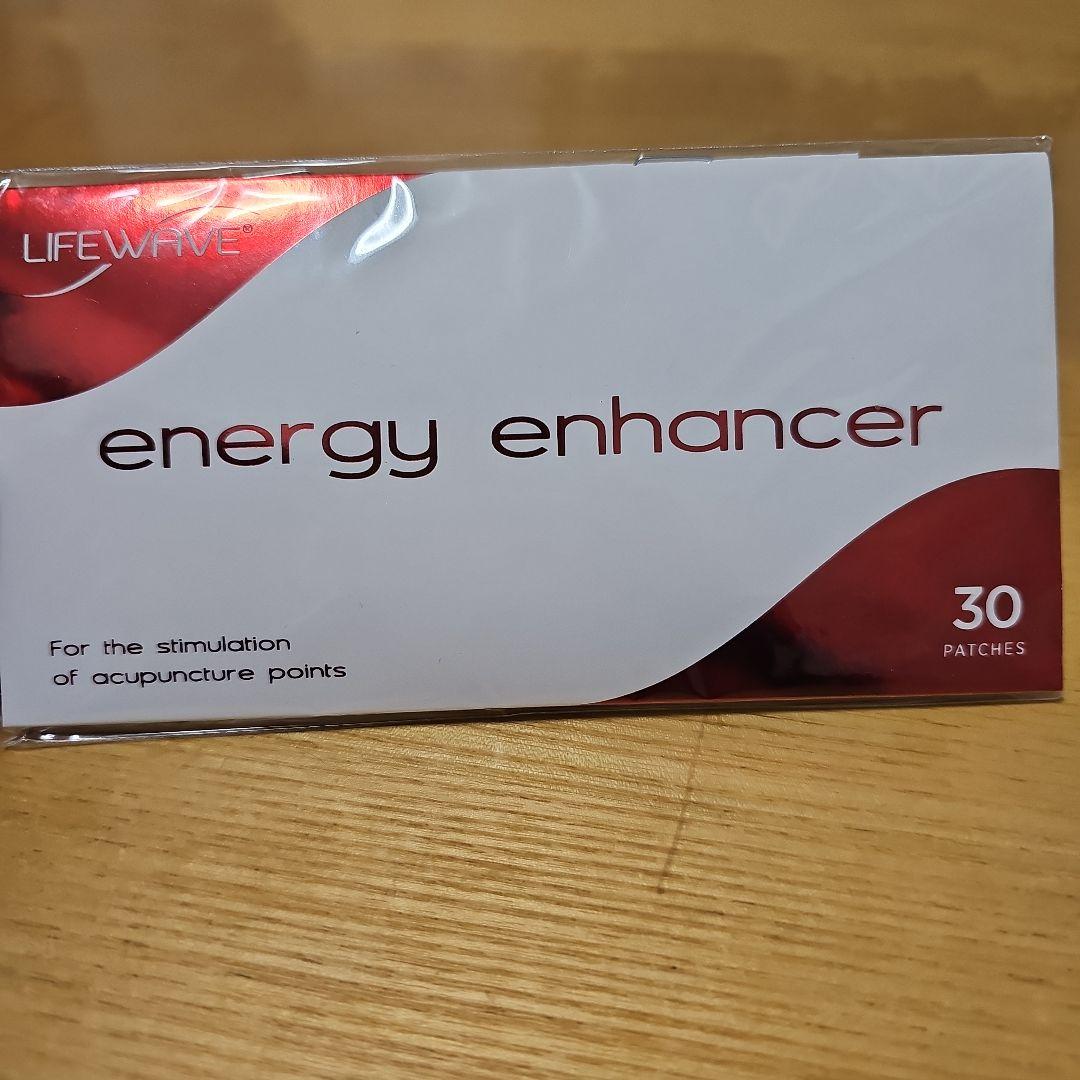 LIFEWAVE®
energy enhancer
For the stimulation
of acupuncture points
30
PATCHES